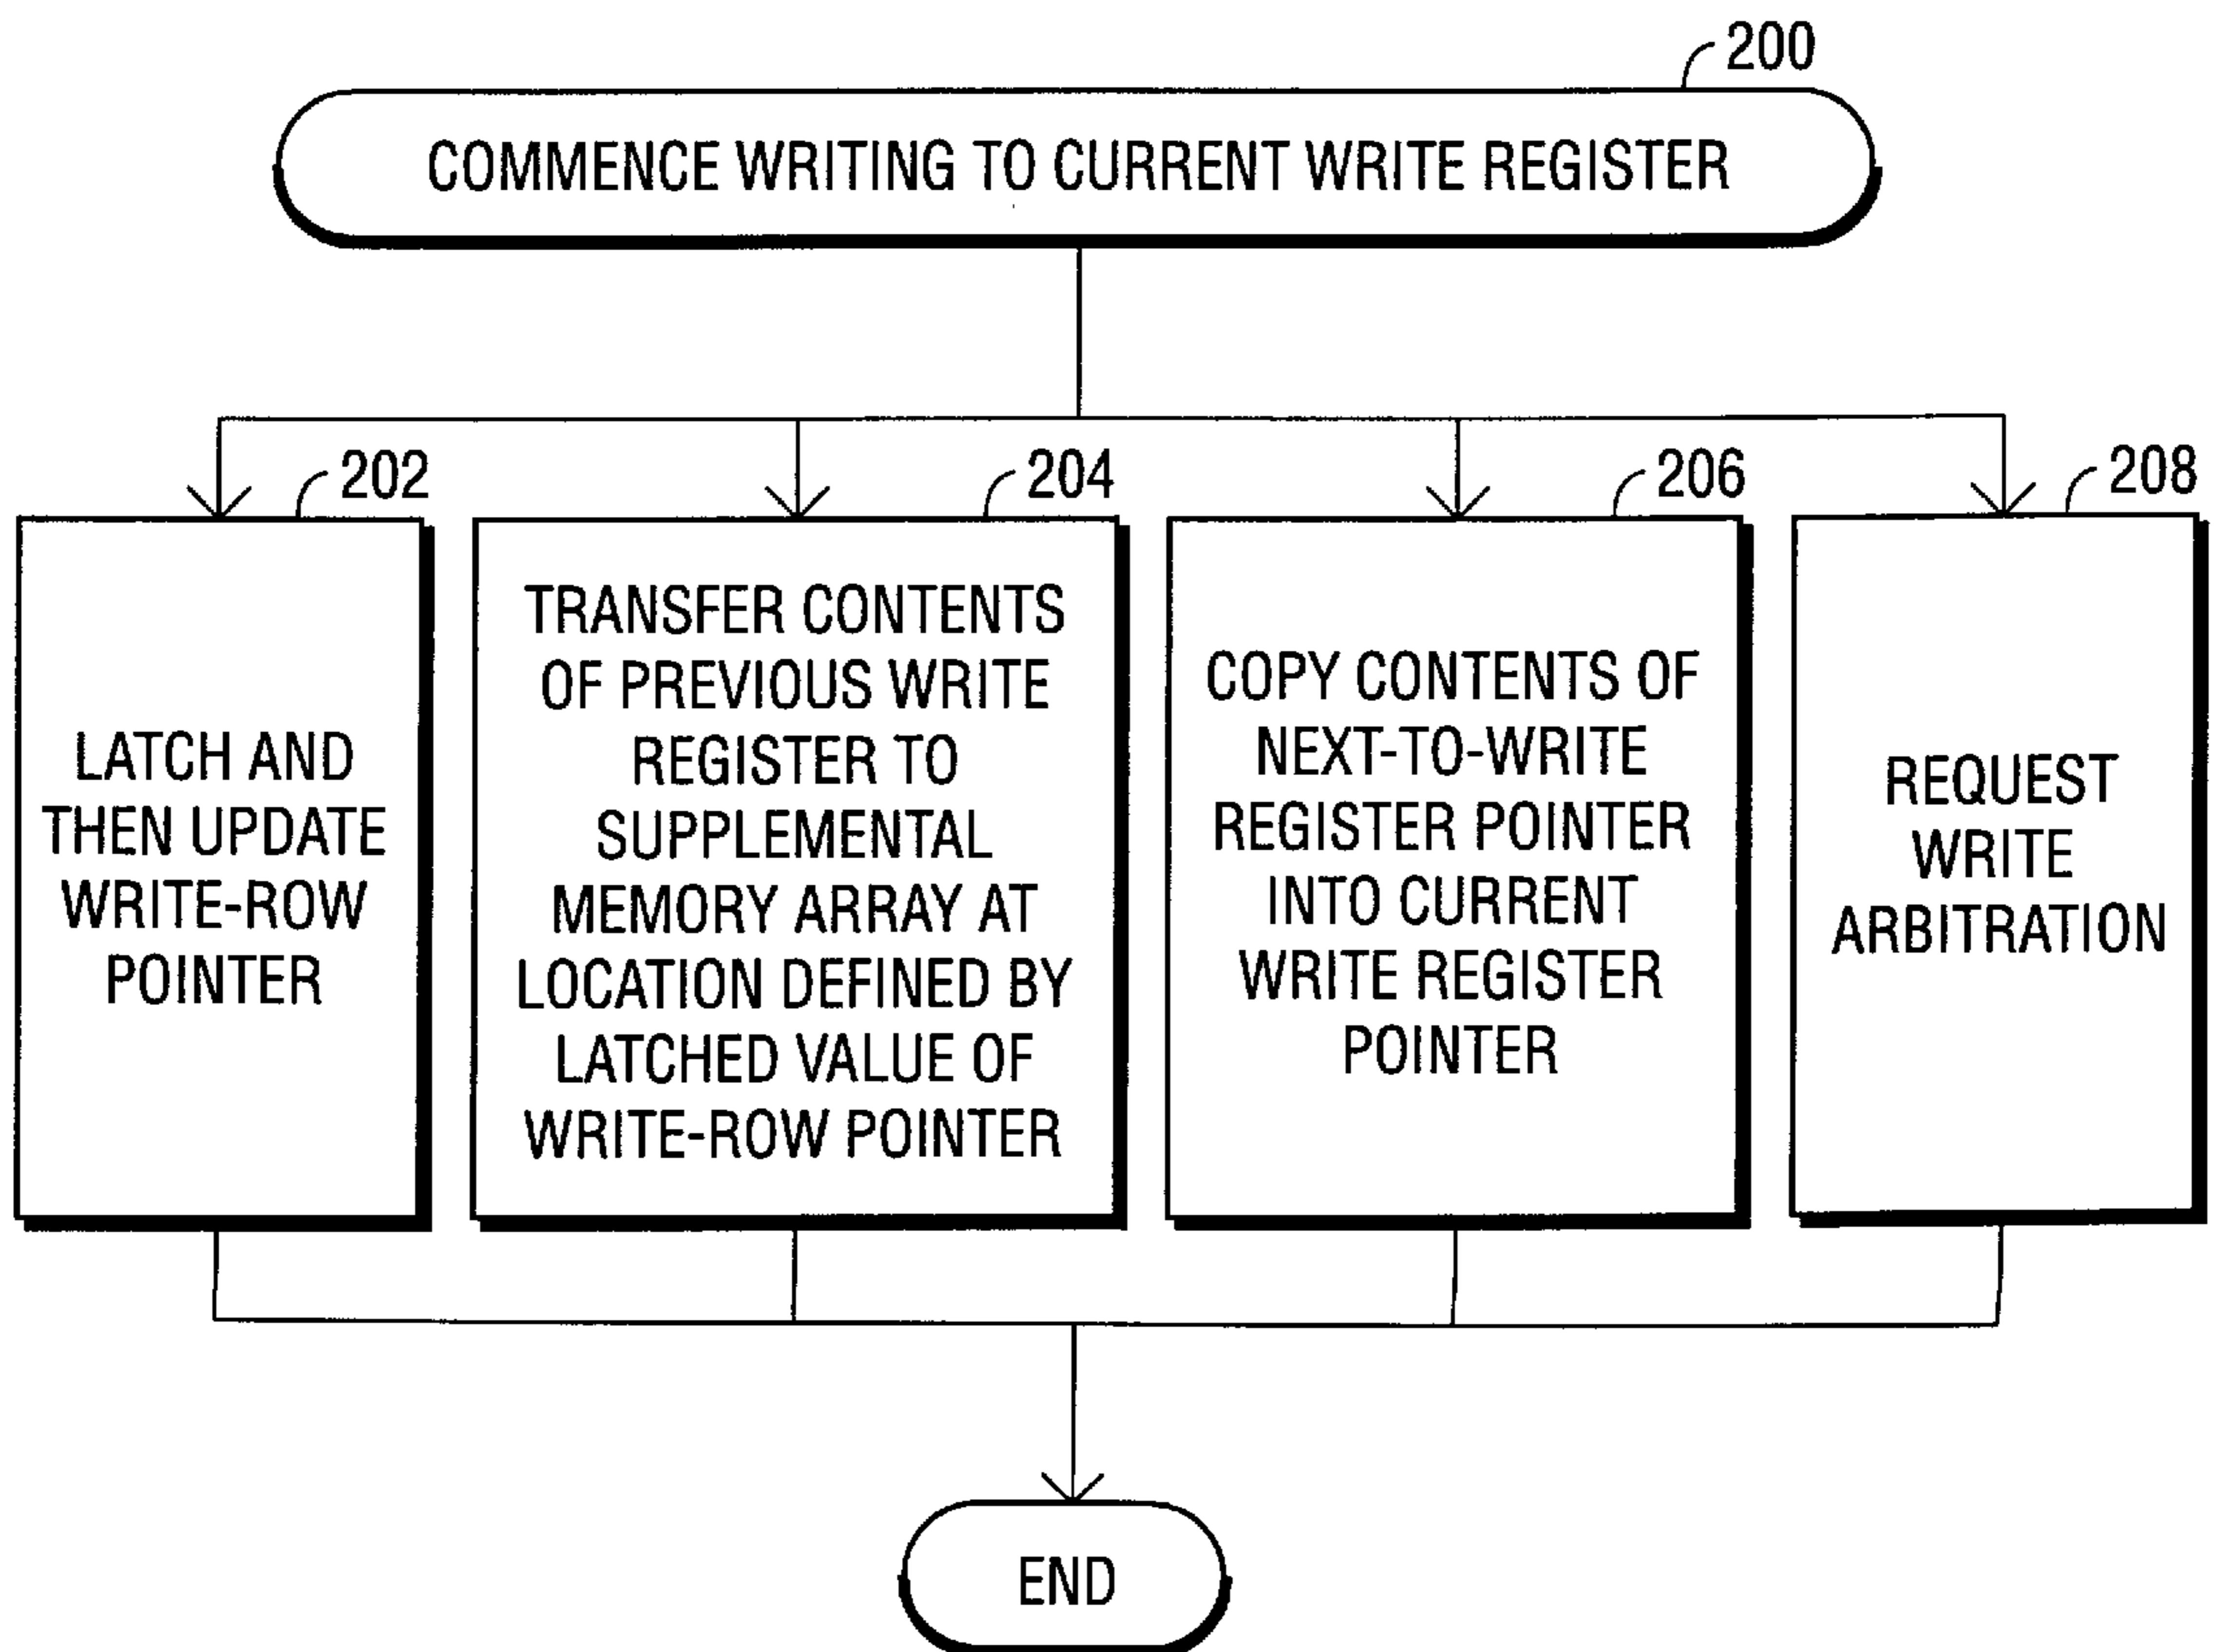 200
COMMENCE WRITING TO CURRENT WRITE REGISTER
202
LATCH AND
THEN UPDATE
WRITE-ROW
POINTER
204
TRANSFER CONTENTS
OF PREVIOUS WRITE
REGISTER TO
SUPPLEMENTAL
MEMORY ARRAY AT
LOCATION DEFINED BY
LATCHED VALUE OF
WRITE-ROW POINTER
206
COPY CONTENTS OF
NEXT-TO-WRITE
REGISTER POINTER
INTO CURRENT
WRITE REGISTER
POINTER
208
REQUEST
WRITE
ARBITRATION
END